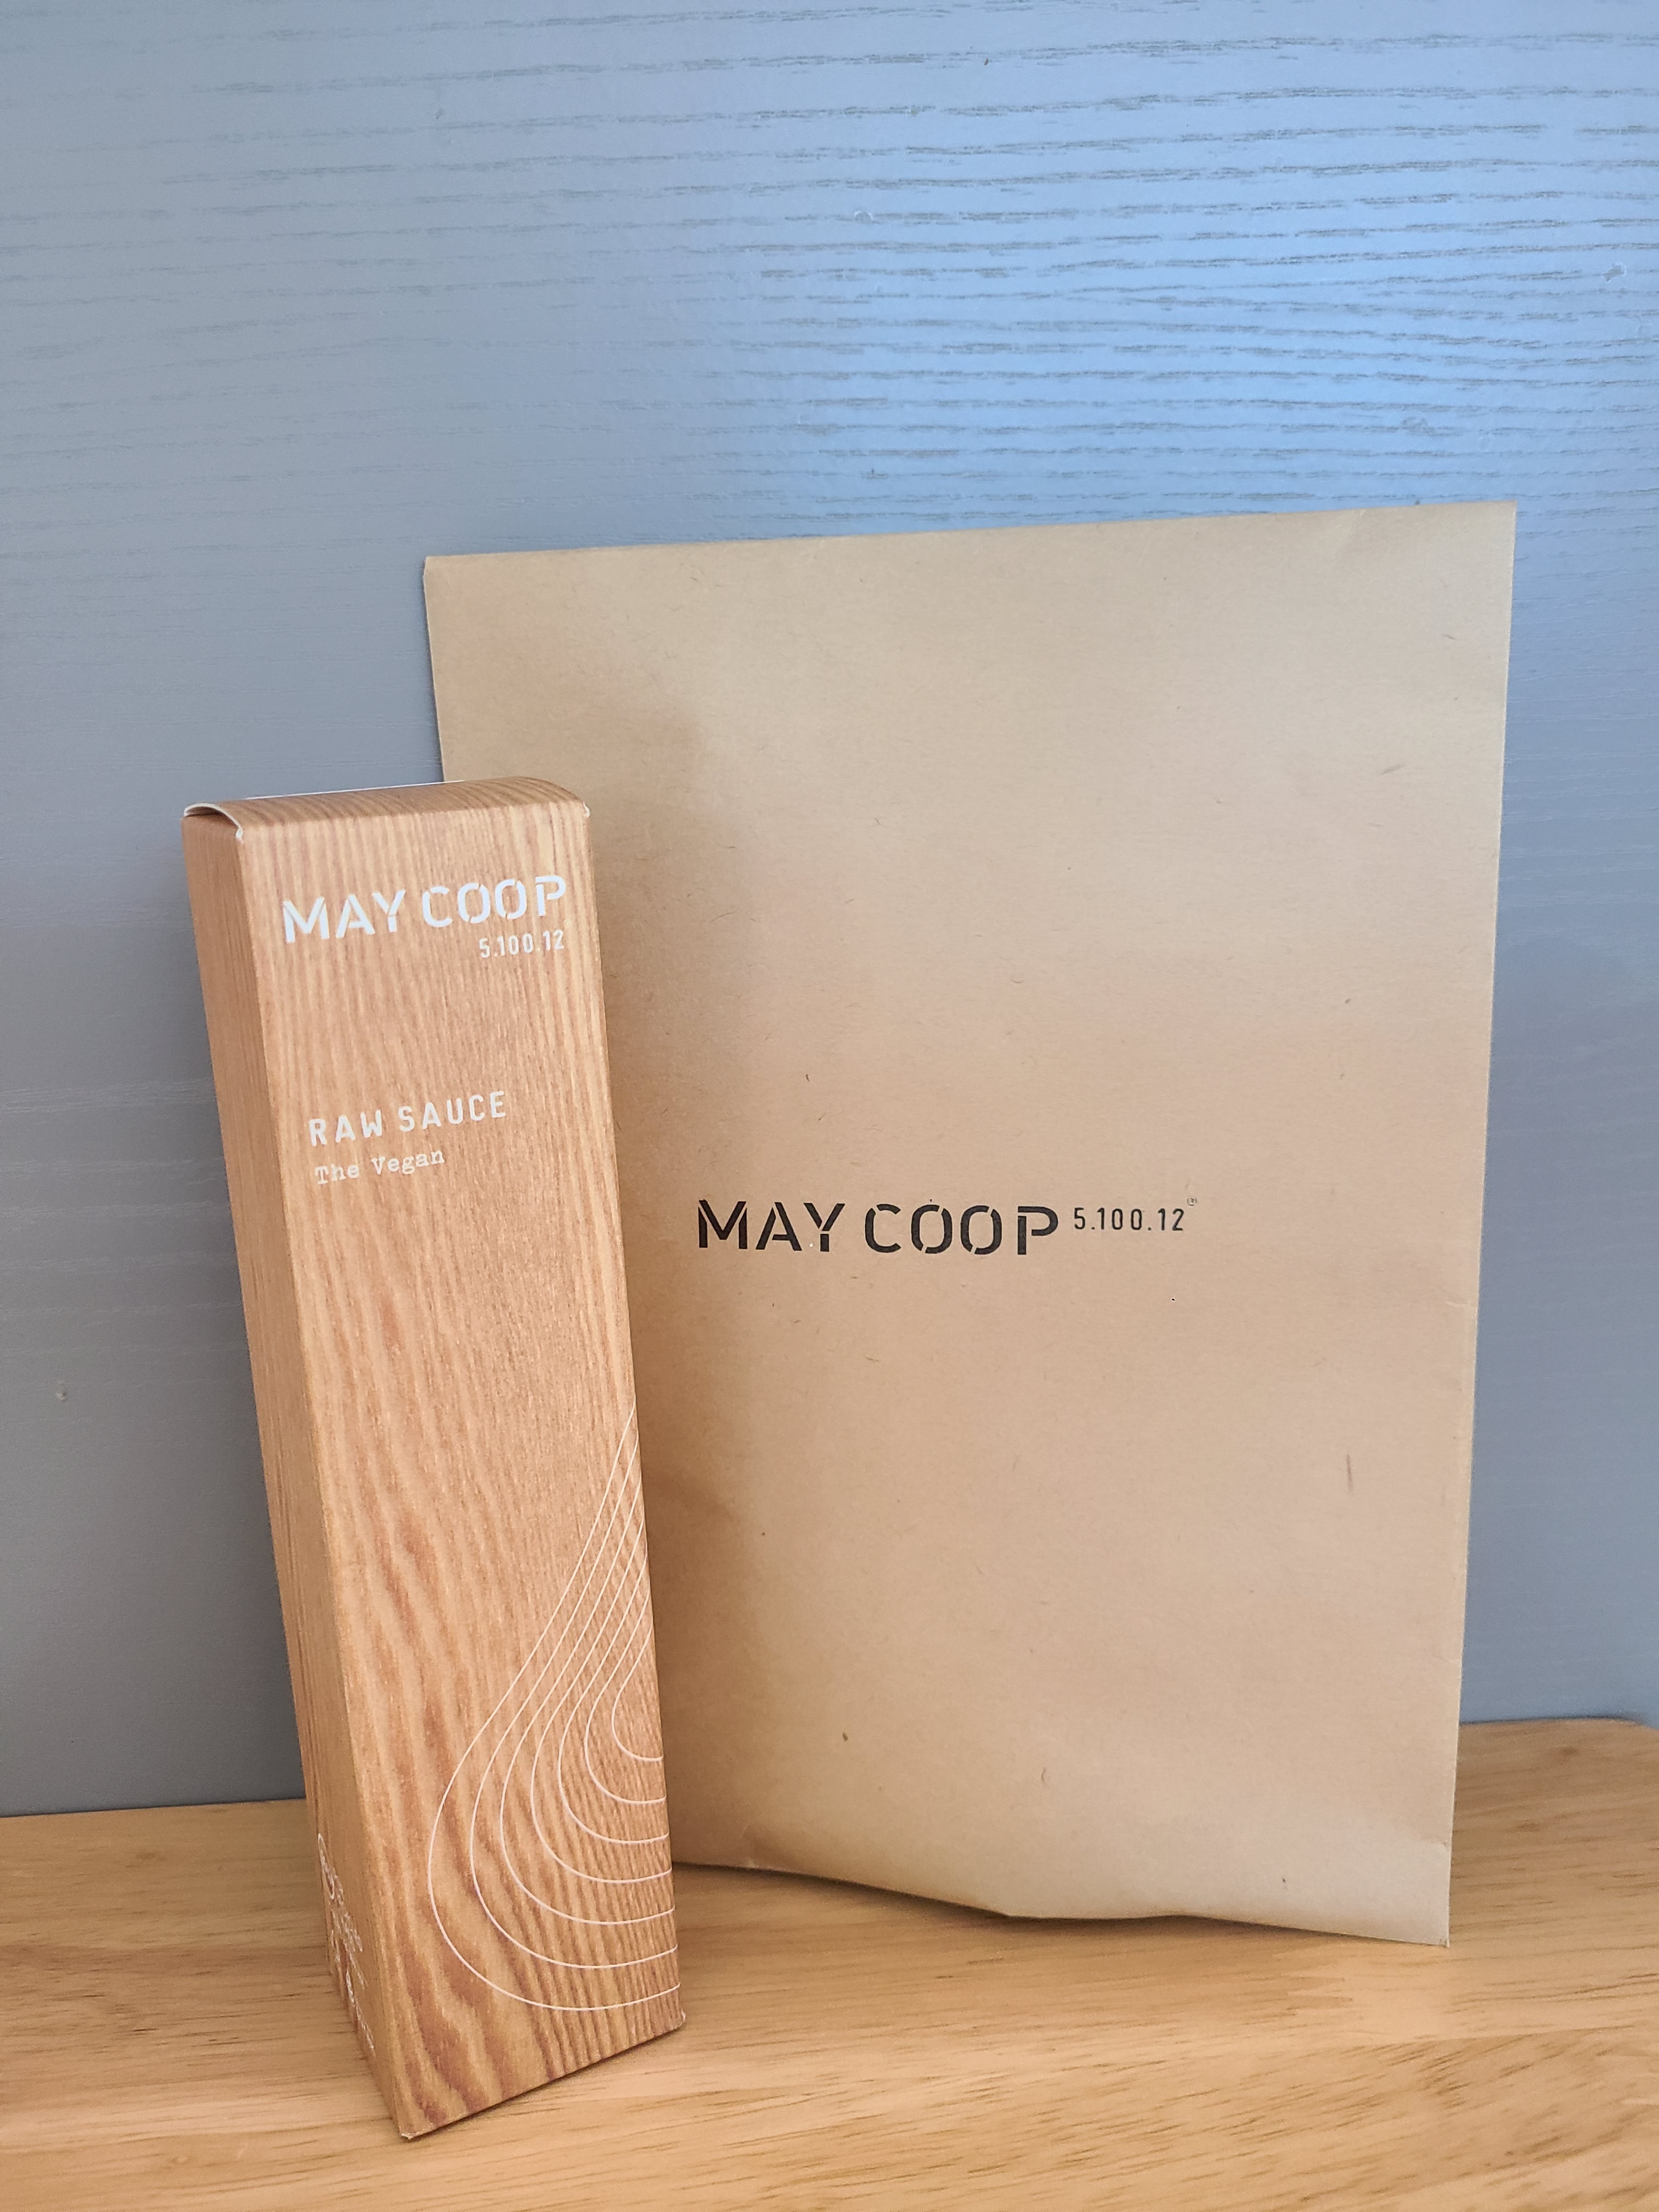 MAY COOP
5.100.12
RAW SAUCE
The Vegan
MAY COOP 5.100.12®